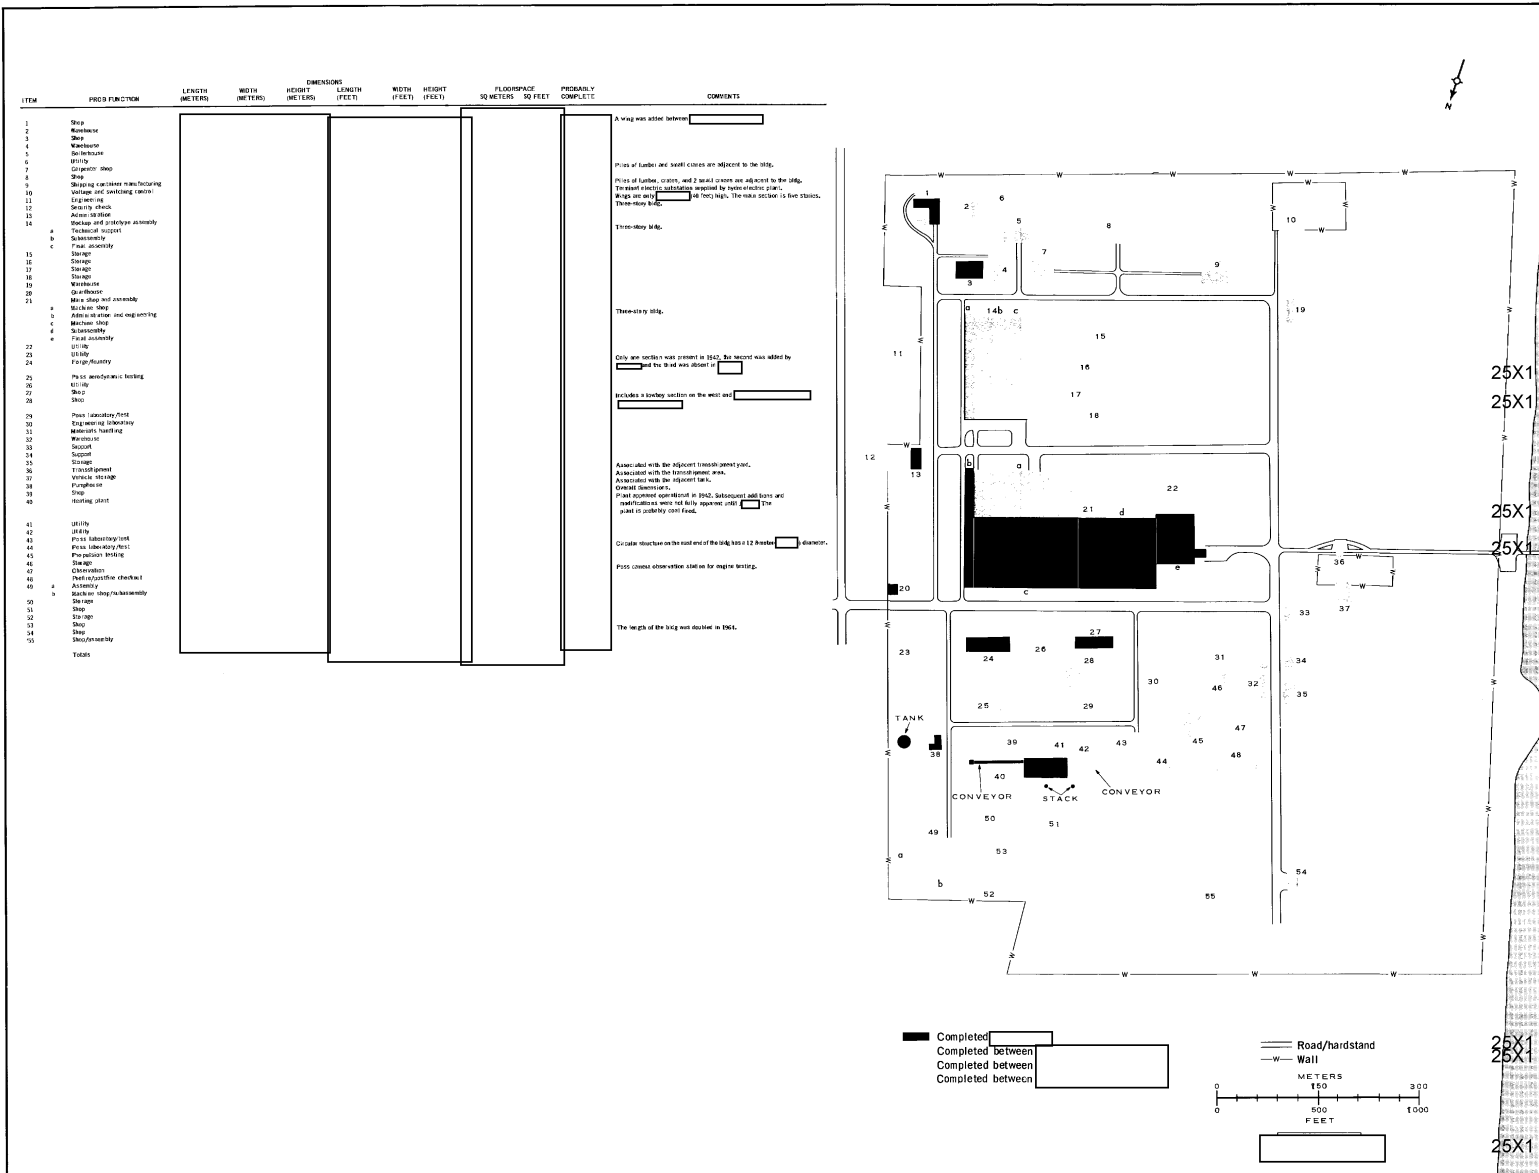 DIMENSIONS
ITEM PROB FUNCTION LENGTH (METERS) WIDTH (METERS) HEIGHT (METERS) LENGTH (FEET) WIDTH (FEET) HEIGHT (FEET) FLOORSPACE SQ METERS SQ FEET PROBABLY COMPLETE COMMENTS
1 Shop A wing was added between
2 Warehouse
3 Shop
4 Warehouse
5 Boilerhouse
6 Utility
7 Carpenter shop Piles of lumber and small cranes are adjacent to the bldg.
8 Shop
9 Shipping container manufacturing Piles of lumber, crates, and 2 small cranes are adjacent to the bldg.
10 Voltage and switching control Terminal electric substation supplied by hydroelectric plant.
11 Engineering Wings are only (40 feet) high. The main section is five stories.
12 Security check Three-story bldg.
13 Administration
14 Mockup and prototype assembly
a Technical support Three-story bldg.
b Subassembly
c Final assembly
15 Storage
16 Storage
17 Storage
18 Storage
19 Warehouse
20 Guardhouse
21 Main shop and assembly
a Machine shop
b Administration and engineering Three-story bldg.
c Machine shop
d Subassembly
e Final assembly
22 Utility
23 Utility
24 Forge/foundry Only one section was present in 1942, the second was added by
and the third was absent in
25 Poss aerodynamic testing
26 Utility
27 Shop
28 Shop Includes a lowbay section on the west end
29 Poss laboratory/test
30 Engineering laboratory
31 Materials handling
32 Warehouse
33 Support
34 Support
35 Storage Associated with the adjacent transshipment yard.
36 Transshipment Associated with the transshipment area.
37 Vehicle storage Associated with the adjacent tank.
38 Pumphouse Overall dimensions.
39 Shop Plant appeared operational in 1942. Subsequent additions and
40 Heating plant modifications were not fully apparent until The
plant is probably coal fired.
41 Utility
42 Utility
43 Poss laboratory/test Circular structure on the east end of the bldg has a 12.8-meter diameter.
44 Poss laboratory/test
45 Propulsion testing
46 Storage Poss camera observation station for engine testing.
47 Observation
48 Prefire/postfire checkout
49 a Assembly
b Machine shop/subassembly
50 Storage
51 Shop
52 Storage
53 Shop The length of the bldg was doubled in 1964.
54 Shop
55 Shop/assembly
Totals
N
W W W W W
1 2 6 5 8 10
7 4 3 9
a 14b c 19
11 15
16
17
18
12 13 b a
22
21 d
e 36
20 c 37
33
27
23 24 26 28 31 34
30 46 32 35
25 29
TANK 47
38 39 41 42 43 45 48
44
40
CONVEYOR STACK CONVEYOR
50 51
49
a 53
b 52 55 54
25X1
25X1
25X1
25X1
Completed
Completed between
Completed between
Completed between
Road/hardstand
W Wall
METERS
0 150 300
0 500 1000
FEET
25X1
25X1
25X1